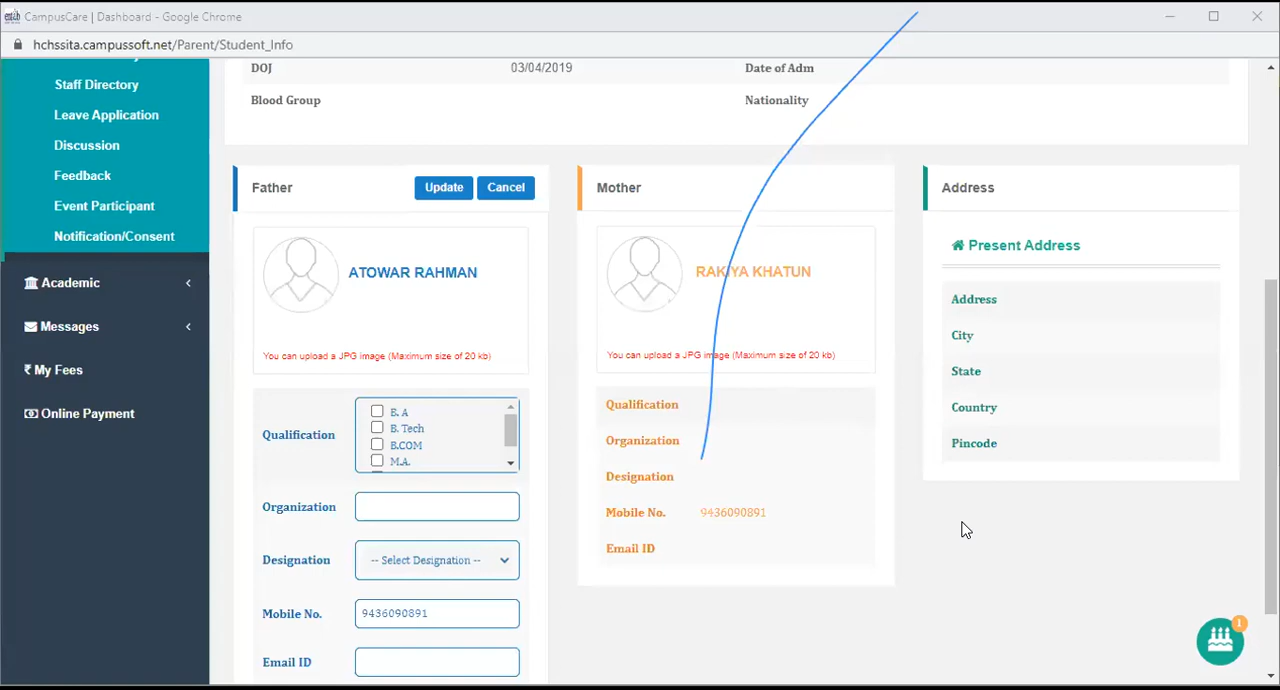 CampusCare | Dashboard - Google Chrome
hchssita.campussoft.net/Parent/Student_Info
Staff Directory
Leave Application
Discussion
Feedback
Event Participant
Notification/Consent
Academic
Messages
₹ My Fees
Online Payment
DOJ 03/04/2019 Date of Adm
Blood Group Nationality
Father Update Cancel
ATOWAR RAHMAN
You can upload a JPG image (Maximum size of 20 kb)
Qualification
B. A
B. Tech
B.COM
M.A.
Organization
Designation -- Select Designation --
Mobile No. 9436090891
Email ID
Mother
RAKIYA KHATUN
You can upload a JPG image (Maximum size of 20 kb)
Qualification
Organization
Designation
Mobile No. 9436090891
Email ID
Address
Present Address
Address
City
State
Country
Pincode
1